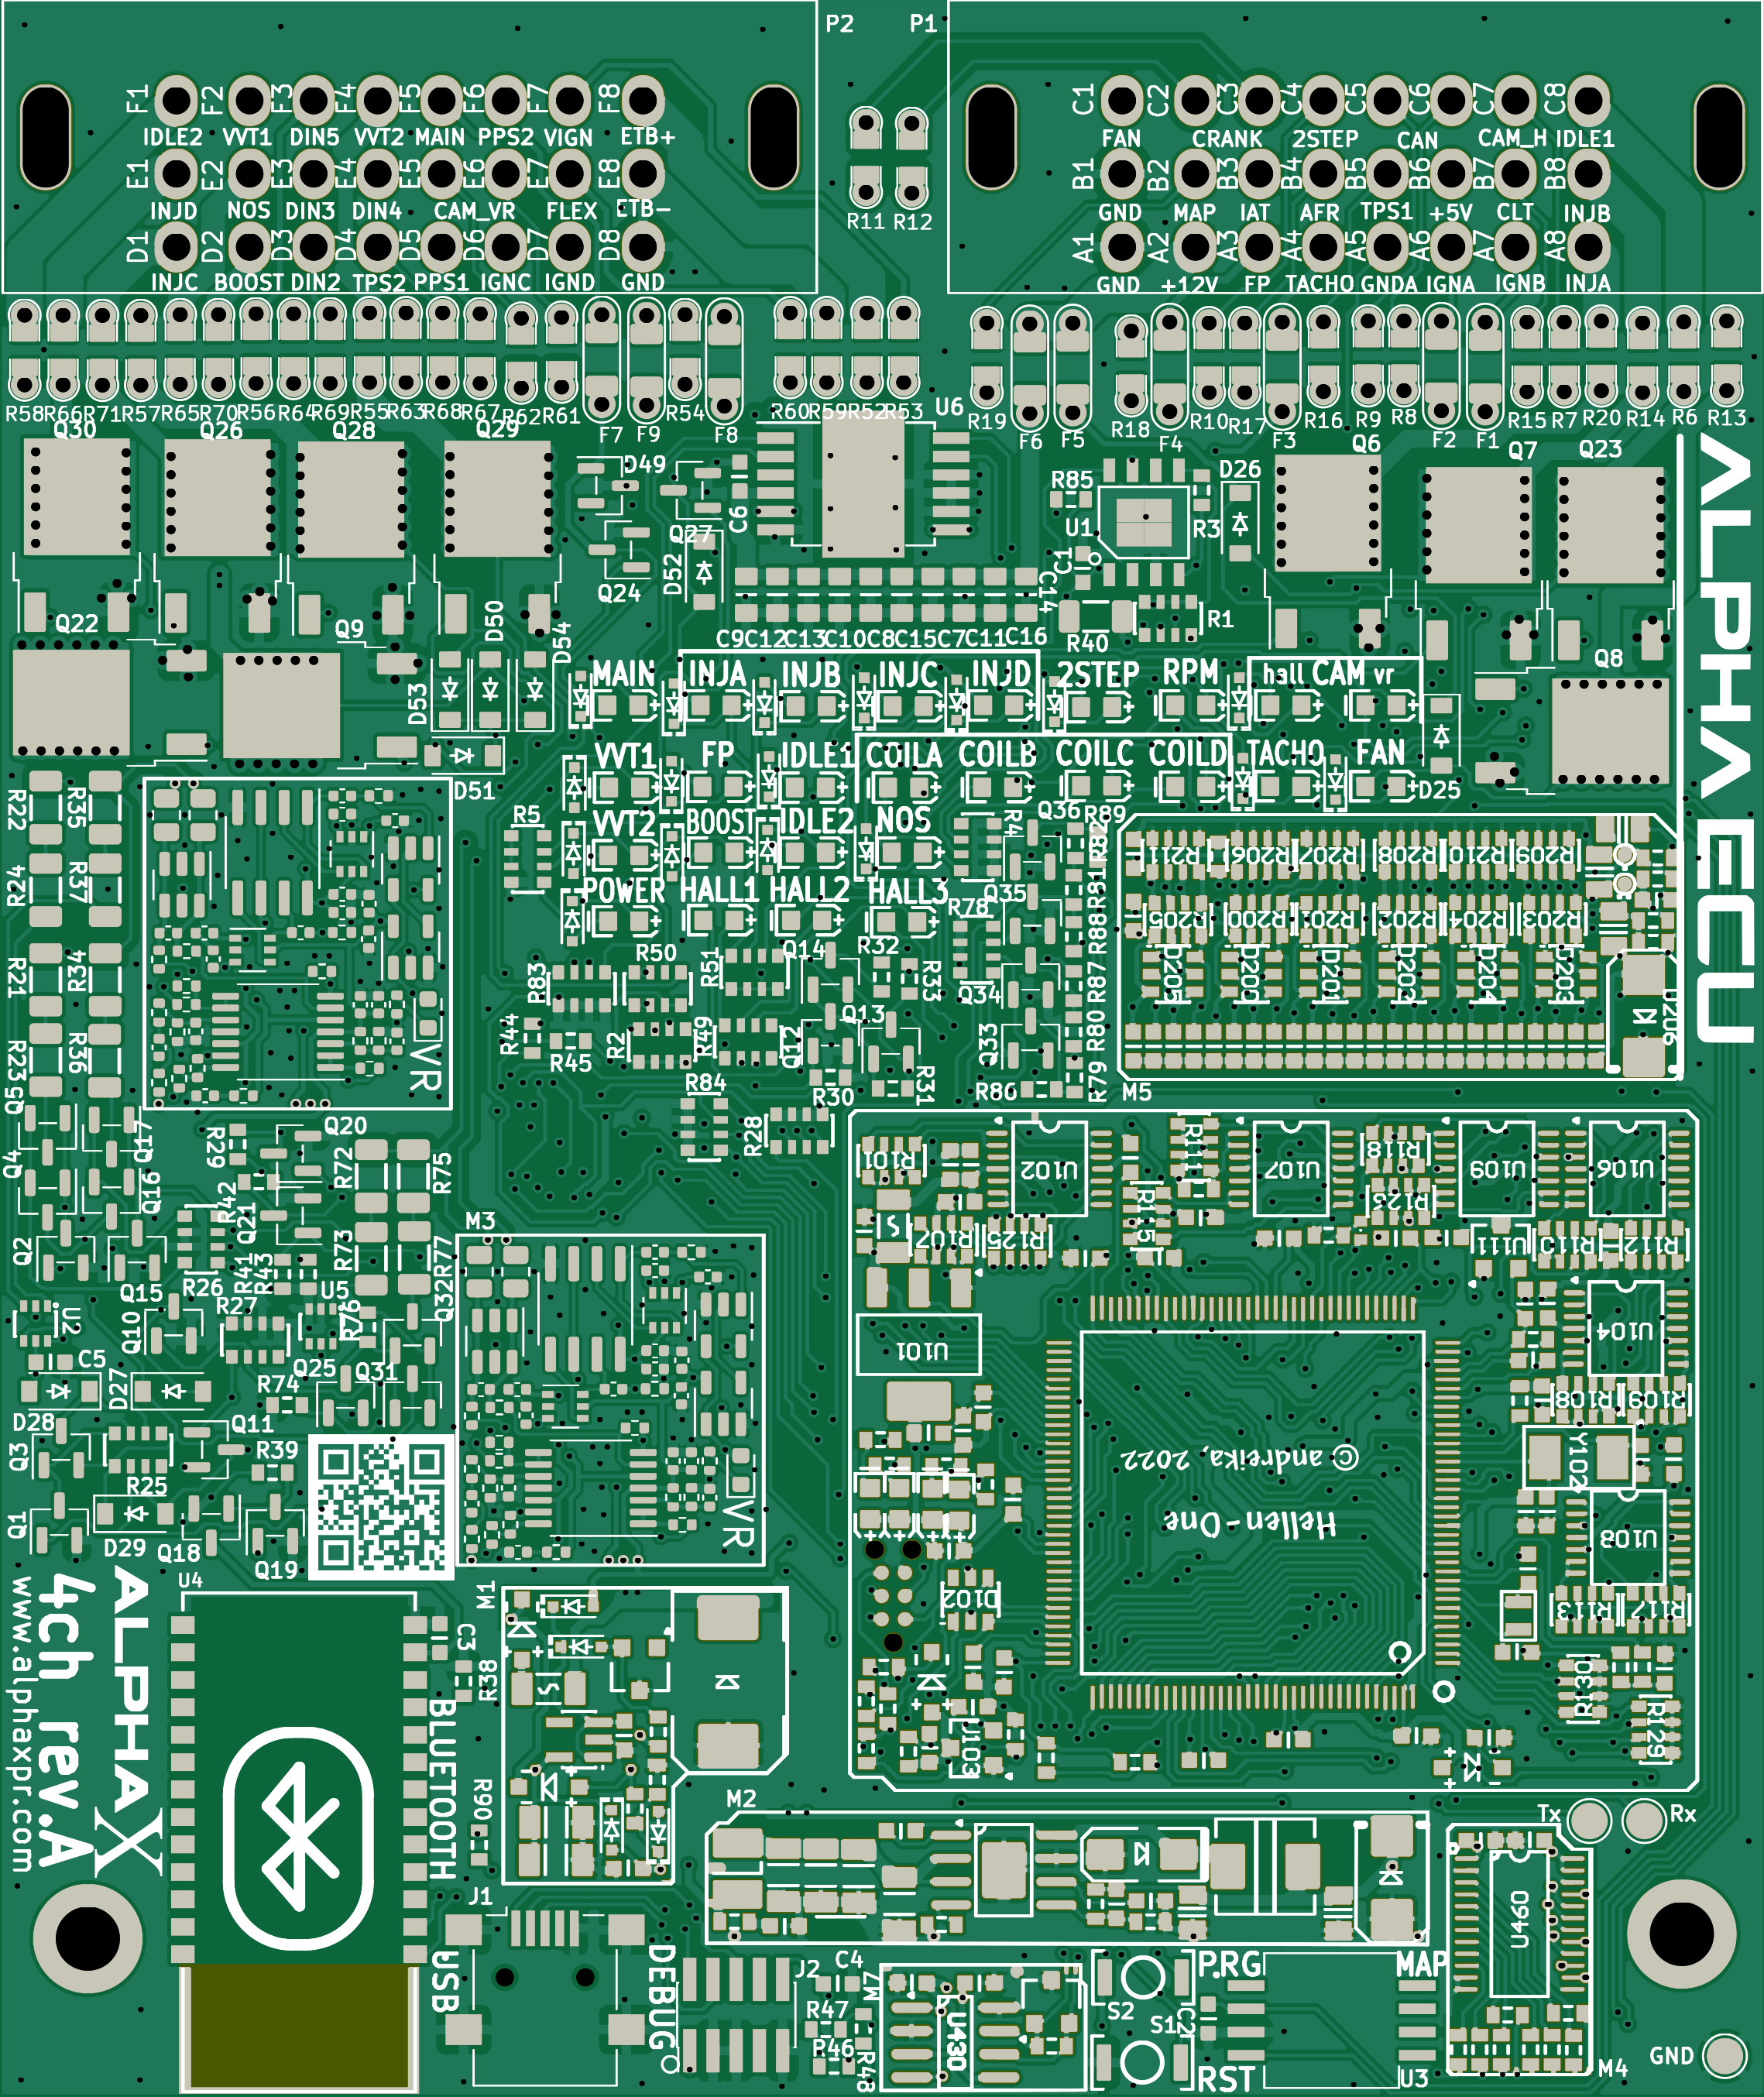 P2 P1
F1 F2 F3 F4 F5 F6 F7 F8
IDLE2 VVT1 DIN5 VVT2 MAIN PPS2 VIGN ETB+
E1 E2 E3 E4 E5 E6 E7 E8
INJD NOS DIN3 DIN4 CAM_VR FLEX ETB-
D1 D2 D3 D4 D5 D6 D7 D8
INJC BOOST DIN2 TPS2 PPS1 IGNC IGND GND
C1 C2 C3 C4 C5 C6 C7 C8
FAN CRANK 2STEP CAN CAM_H IDLE1
B1 B2 B3 B4 B5 B6 B7 B8
GND MAP IAT AFR TPS1 +5V CLT INJB
A1 A2 A3 A4 A5 A6 A7 A8
GND +12V FP TACHO GNDA IGNA IGNB INJA
R11 R12
R58 R66 R71 R57 R65 R70 R56 R64 R69 R55 R63 R68 R67 R62 R61 F7 F9 R54 F8 R60 R59 R52 R53 U6
R19 F6 F5 R18 F4 R10 R17 F3 R16 R9 R8 F2 F1 R15 R7 R20 R14 R6 R13
Q30 Q26 Q28 Q29 D49 Q27 C6 Q24 D52
R85 U1 R3 D26 Q6 Q7 Q23
C1 C14 R1 R40
Q22 Q9 D50 D54 D53 D51
C9 C12 C13 C10 C8 C15 C7 C11 C16
Q8 D25
ALPHA ECU
MAIN INJA INJB INJC INJD 2STEP RPM hall CAM vr
VVT1 FP IDLE1 COILA COILB COILC COILD TACHO FAN
VVT2 BOOST IDLE2 NOS
POWER HALL1 HALL2 HALL3
R5 R4 Q36 R89 R82 R81 Q35 R78 R88
R22 R35 R24 R37 R21 R34 R23 R36
VR
R83 R50 R51 Q14 R32 R33 Q34 R87
R44 R45 R2 R49 Q12 Q13 R31 Q33 R80
R30 R86 R79 M5
R84 R28
R211 R206 R207 R208 R210 R209
R205 R200 R201 R202 R204 R203
D205 D200 D201 D202 D204 D203
D206
Q5 Q4 Q17 Q16 R29 Q20 R72 R75
R42 Q21 Q2 Q15 R26 R41 R43 R73 R77
M3
U2 Q10 R27 U5 R76 Q32
C5 D27 Q25 Q31 R74
D28 Q3 Q11 R39 R25
Q1 D29 Q18 Q19
VR
R101 U102 R111 U107 R118 U109 U106
R107 R125 R115 R123 U111 R110 R112
U101 U104
R108 R109
Y102
© andreika, 2022
Hellen-One
U103
D102 R113 R117
J103 R130 R129
ALPHAX
4ch rev.A
www.alphaxpr.com
U4 M1 C3 R38
BLUETOOTH
R90
M2
Tx Rx
J1
USB
DEBUG
J2 C4 M7
R47 R46 R48
U430
S2 S1 C2
P.RG MAP
RST U3
U460
M4
GND